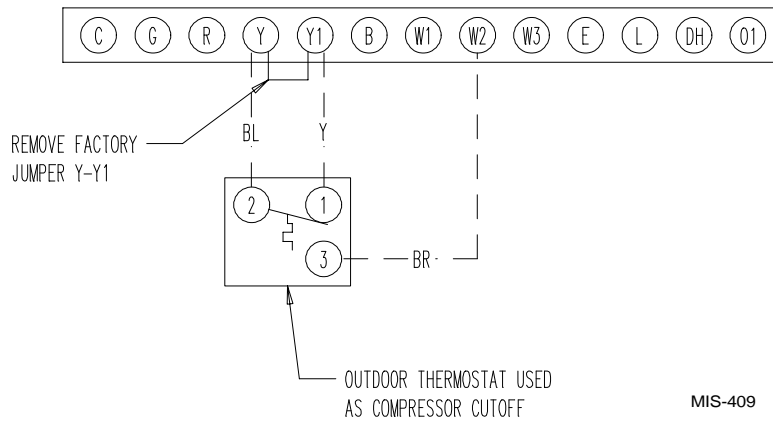 C G R Y Y1 B W1 W2 W3 E L DH O1
REMOVE FACTORY
JUMPER Y-Y1
BL Y
2 1
3 BR
OUTDOOR THERMOSTAT USED
AS COMPRESSOR CUTOFF
MIS-409